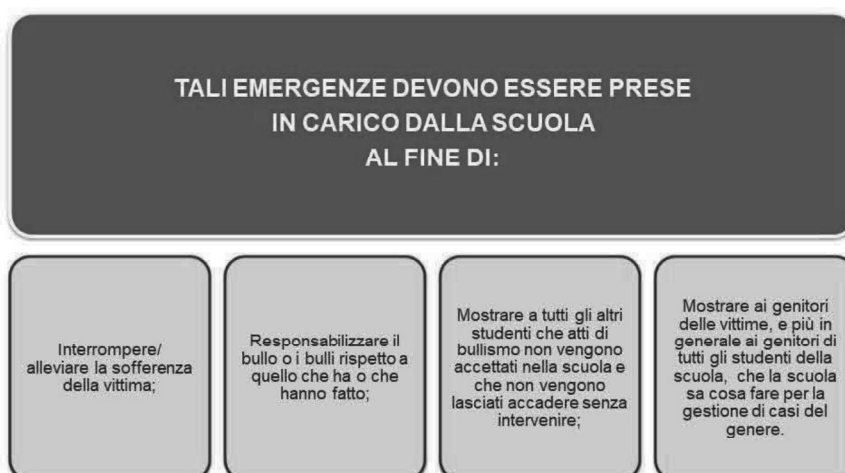 TALI EMERGENZE DEVONO ESSERE PRESE
IN CARICO DALLA SCUOLA
AL FINE DI:
Interrompere/
alleviare la sofferenza
della vittima;
Responsabilizzare il
bullo o i bulli rispetto a
quello che ha o che
hanno fatto;
Mostrare a tutti gli altri
studenti che atti di
bullismo non vengono
accettati nella scuola e
che non vengono
lasciati accadere senza
intervenire;
Mostrare ai genitori
delle vittime, e più in
generale ai genitori di
tutti gli studenti della
scuola, che la scuola
sa cosa fare per la
gestione di casi del
genere.